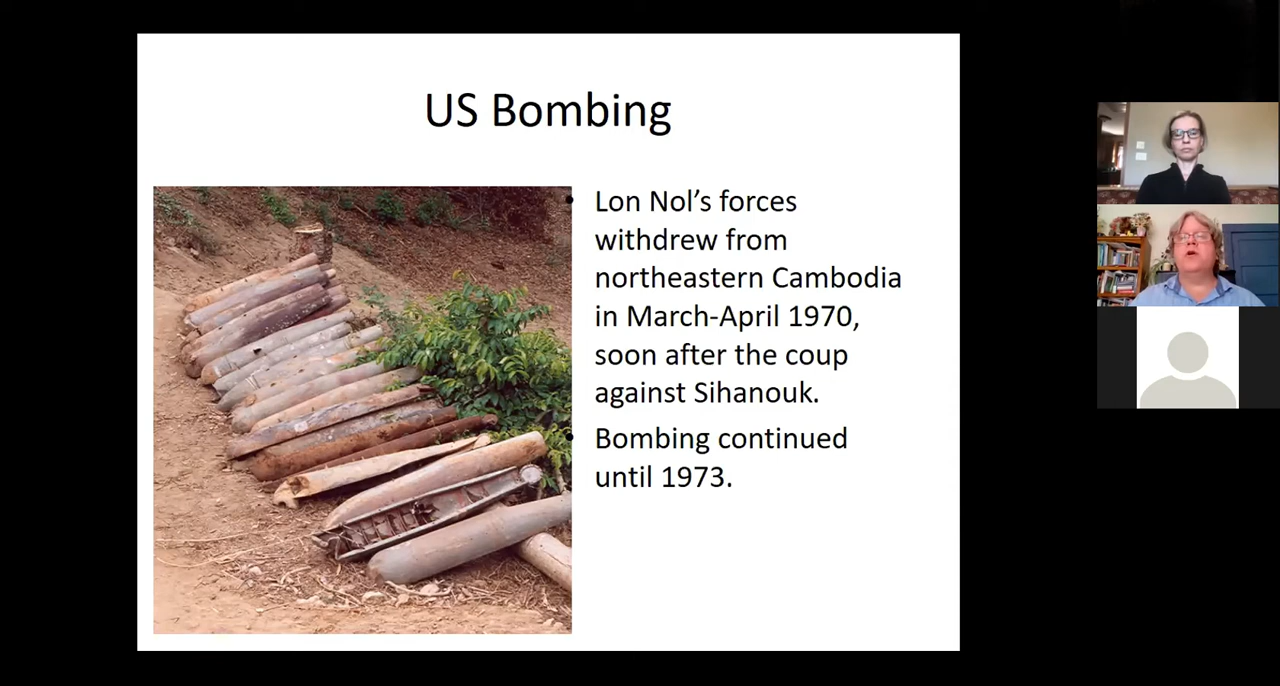 US Bombing
• Lon Nol’s forces
withdrew from
northeastern Cambodia
in March-April 1970,
soon after the coup
against Sihanouk.
• Bombing continued
until 1973.